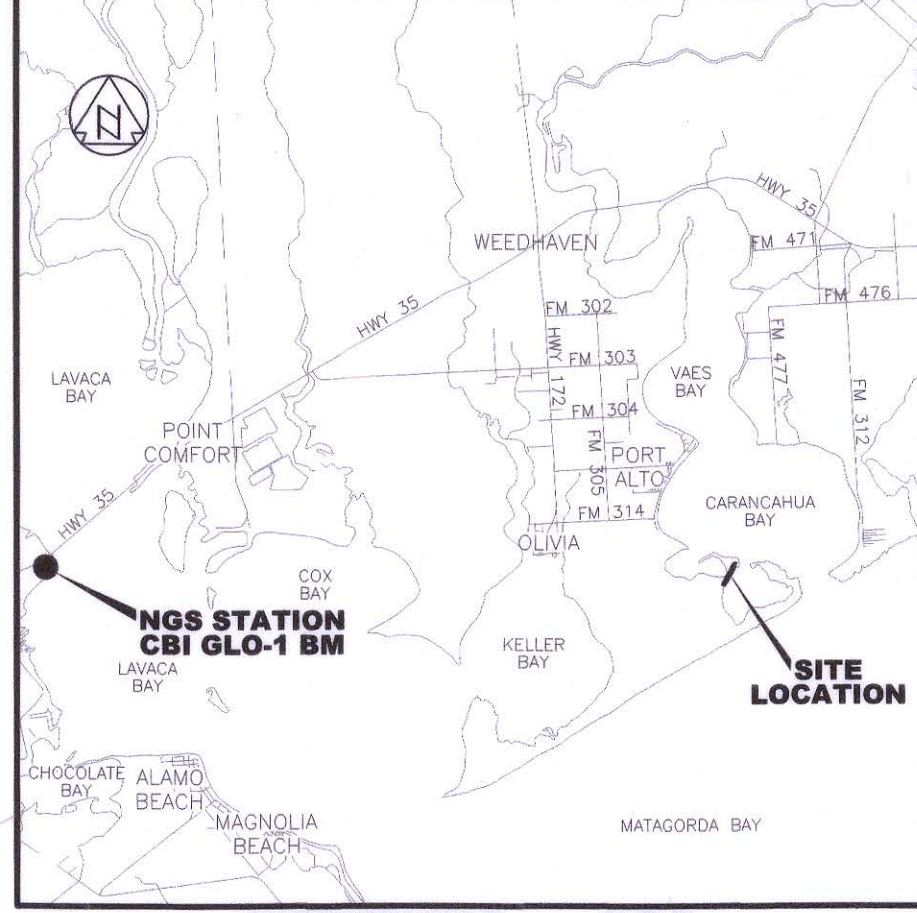 N
HWY 35
WEEDHAVEN
FM 471
FM 476
FM 302
HWY 35
HWY 172
FM 303
FM 477
LAVACA
BAY
VAES
BAY
FM 304
FM 312
POINT
COMFORT
FM 305
PORT
ALTO
HWY 35
CARANCAHUA
BAY
FM 314
OLIVIA
COX
BAY
NGS STATION
CBI GLO-1 BM
KELLER
BAY
LAVACA
BAY
SITE
LOCATION
CHOCOLATE
BAY
ALAMO
BEACH
MAGNOLIA
BEACH
MATAGORDA BAY